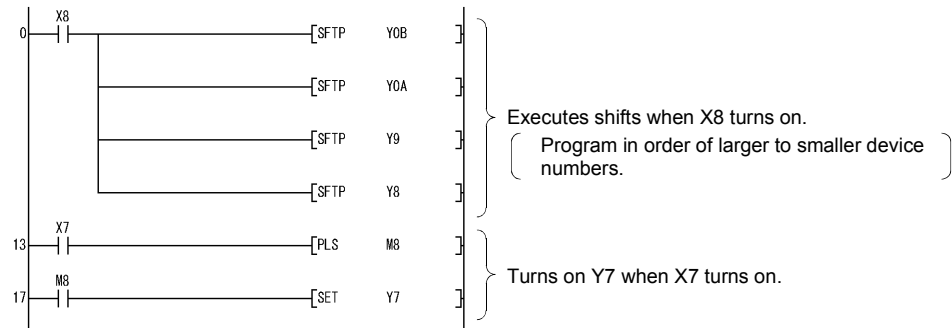 X8
0 [SFTP Y0B ]
[SFTP Y0A ]
Executes shifts when X8 turns on.
[SFTP Y9 ]
Program in order of larger to smaller device
numbers.
[SFTP Y8 ]
X7
13 [PLS M8 ]
Turns on Y7 when X7 turns on.
M8
17 [SET Y7 ]